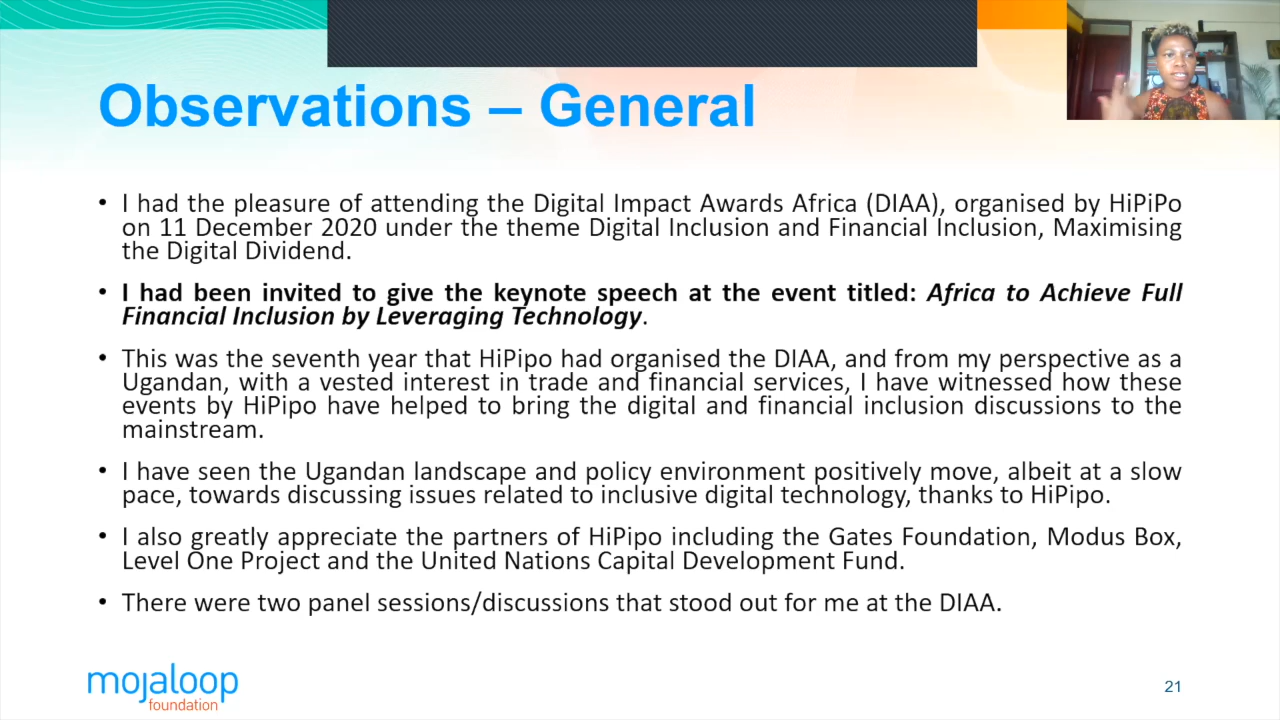 Observations – General
• I had the pleasure of attending the Digital Impact Awards Africa (DIAA), organised by HiPiPo
on 11 December 2020 under the theme Digital Inclusion and Financial Inclusion, Maximising
the Digital Dividend.
• I had been invited to give the keynote speech at the event titled: Africa to Achieve Full
Financial Inclusion by Leveraging Technology.
• This was the seventh year that HiPipo had organised the DIAA, and from my perspective as a
Ugandan, with a vested interest in trade and financial services, I have witnessed how these
events by HiPipo have helped to bring the digital and financial inclusion discussions to the
mainstream.
• I have seen the Ugandan landscape and policy environment positively move, albeit at a slow
pace, towards discussing issues related to inclusive digital technology, thanks to HiPipo.
• I also greatly appreciate the partners of HiPipo including the Gates Foundation, Modus Box,
Level One Project and the United Nations Capital Development Fund.
• There were two panel sessions/discussions that stood out for me at the DIAA.
mojaloop
foundation
21